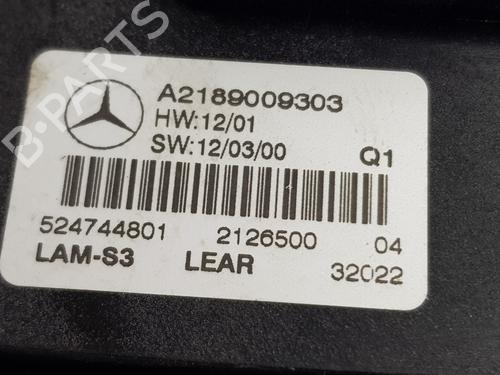 A2189009303
HW:12/01
SW:12/03/00 Q1
524744801 2126500 04
LAM-S3 LEAR 32022
B-PARTS